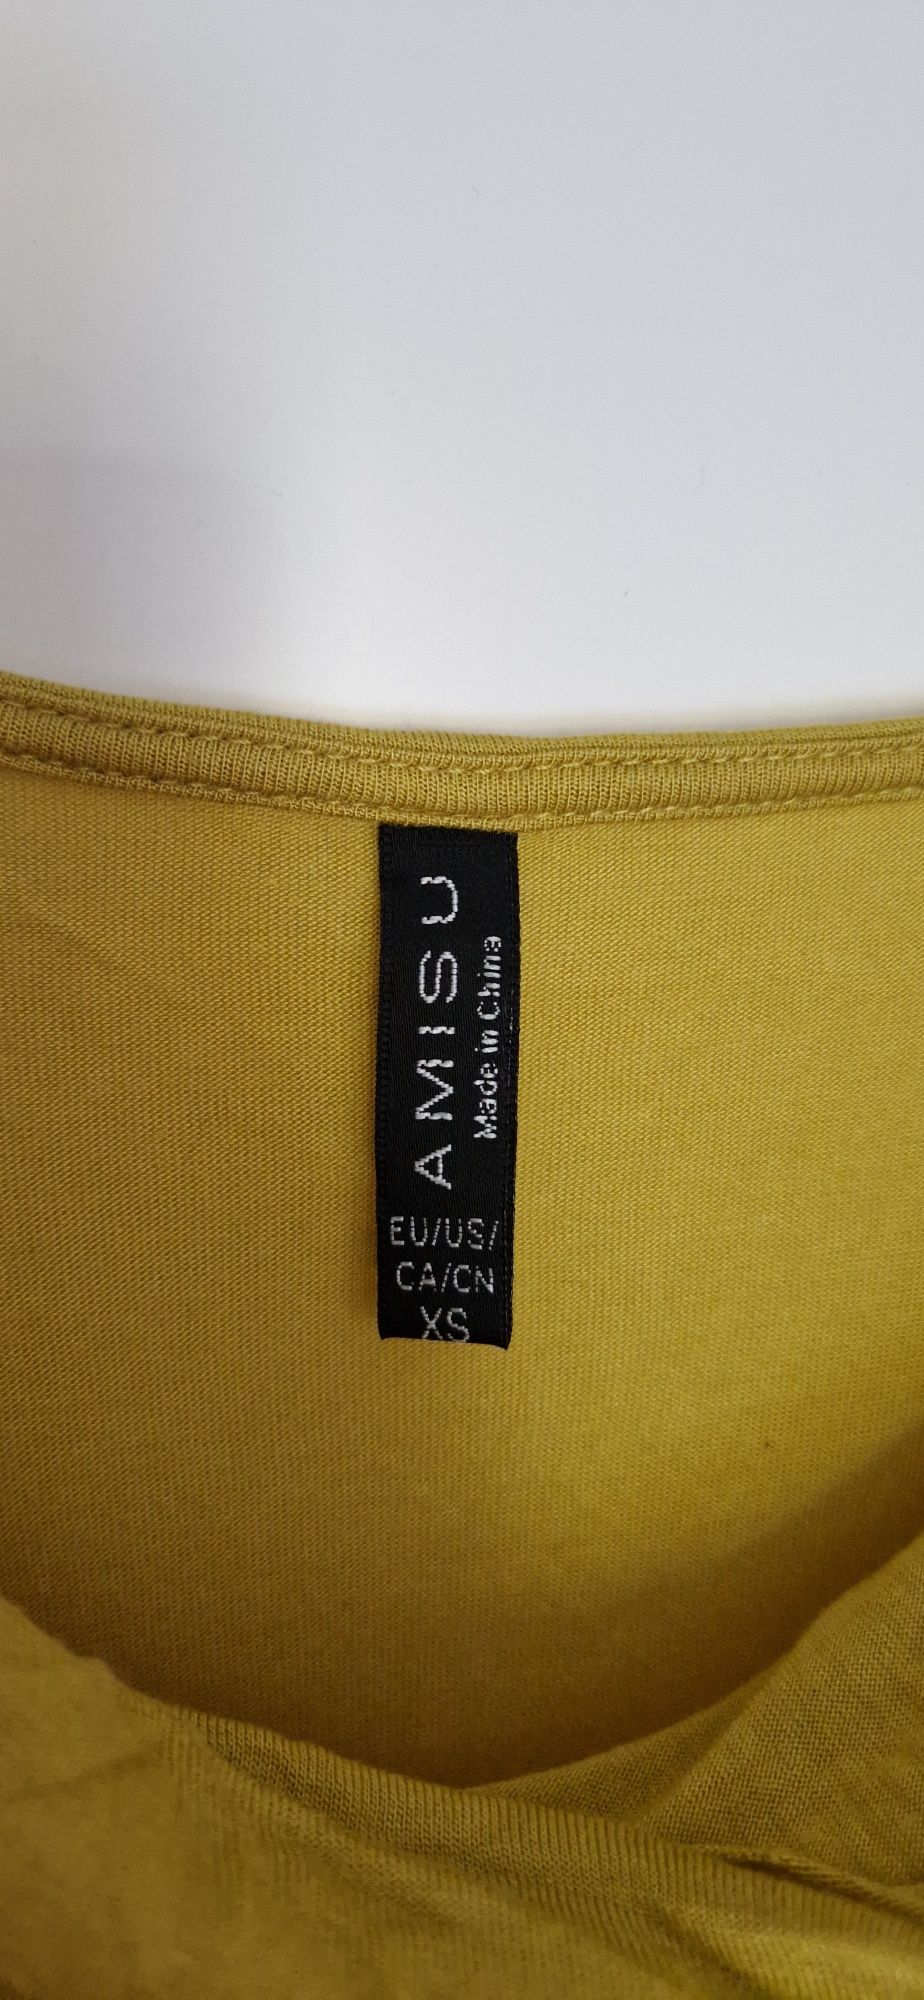 AMISU
Made in China
EU/US/
CA/CN
XS